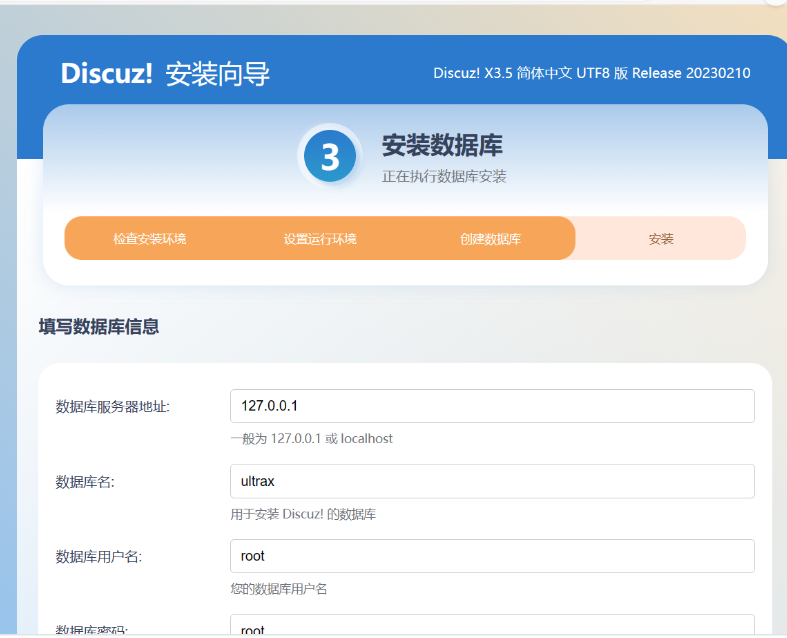 Discuz! 安装向导
Discuz! X3.5 简体中文 UTF8 版 Release 20230210
3
安装数据库
正在执行数据库安装
检查安装环境 设置运行环境 创建数据库 安装
填写数据库信息
数据库服务器地址: 127.0.0.1
一般为 127.0.0.1 或 localhost
数据库名: ultrax
用于安装 Discuz! 的数据库
数据库用户名: root
您的数据库用户名
数据库密码: root